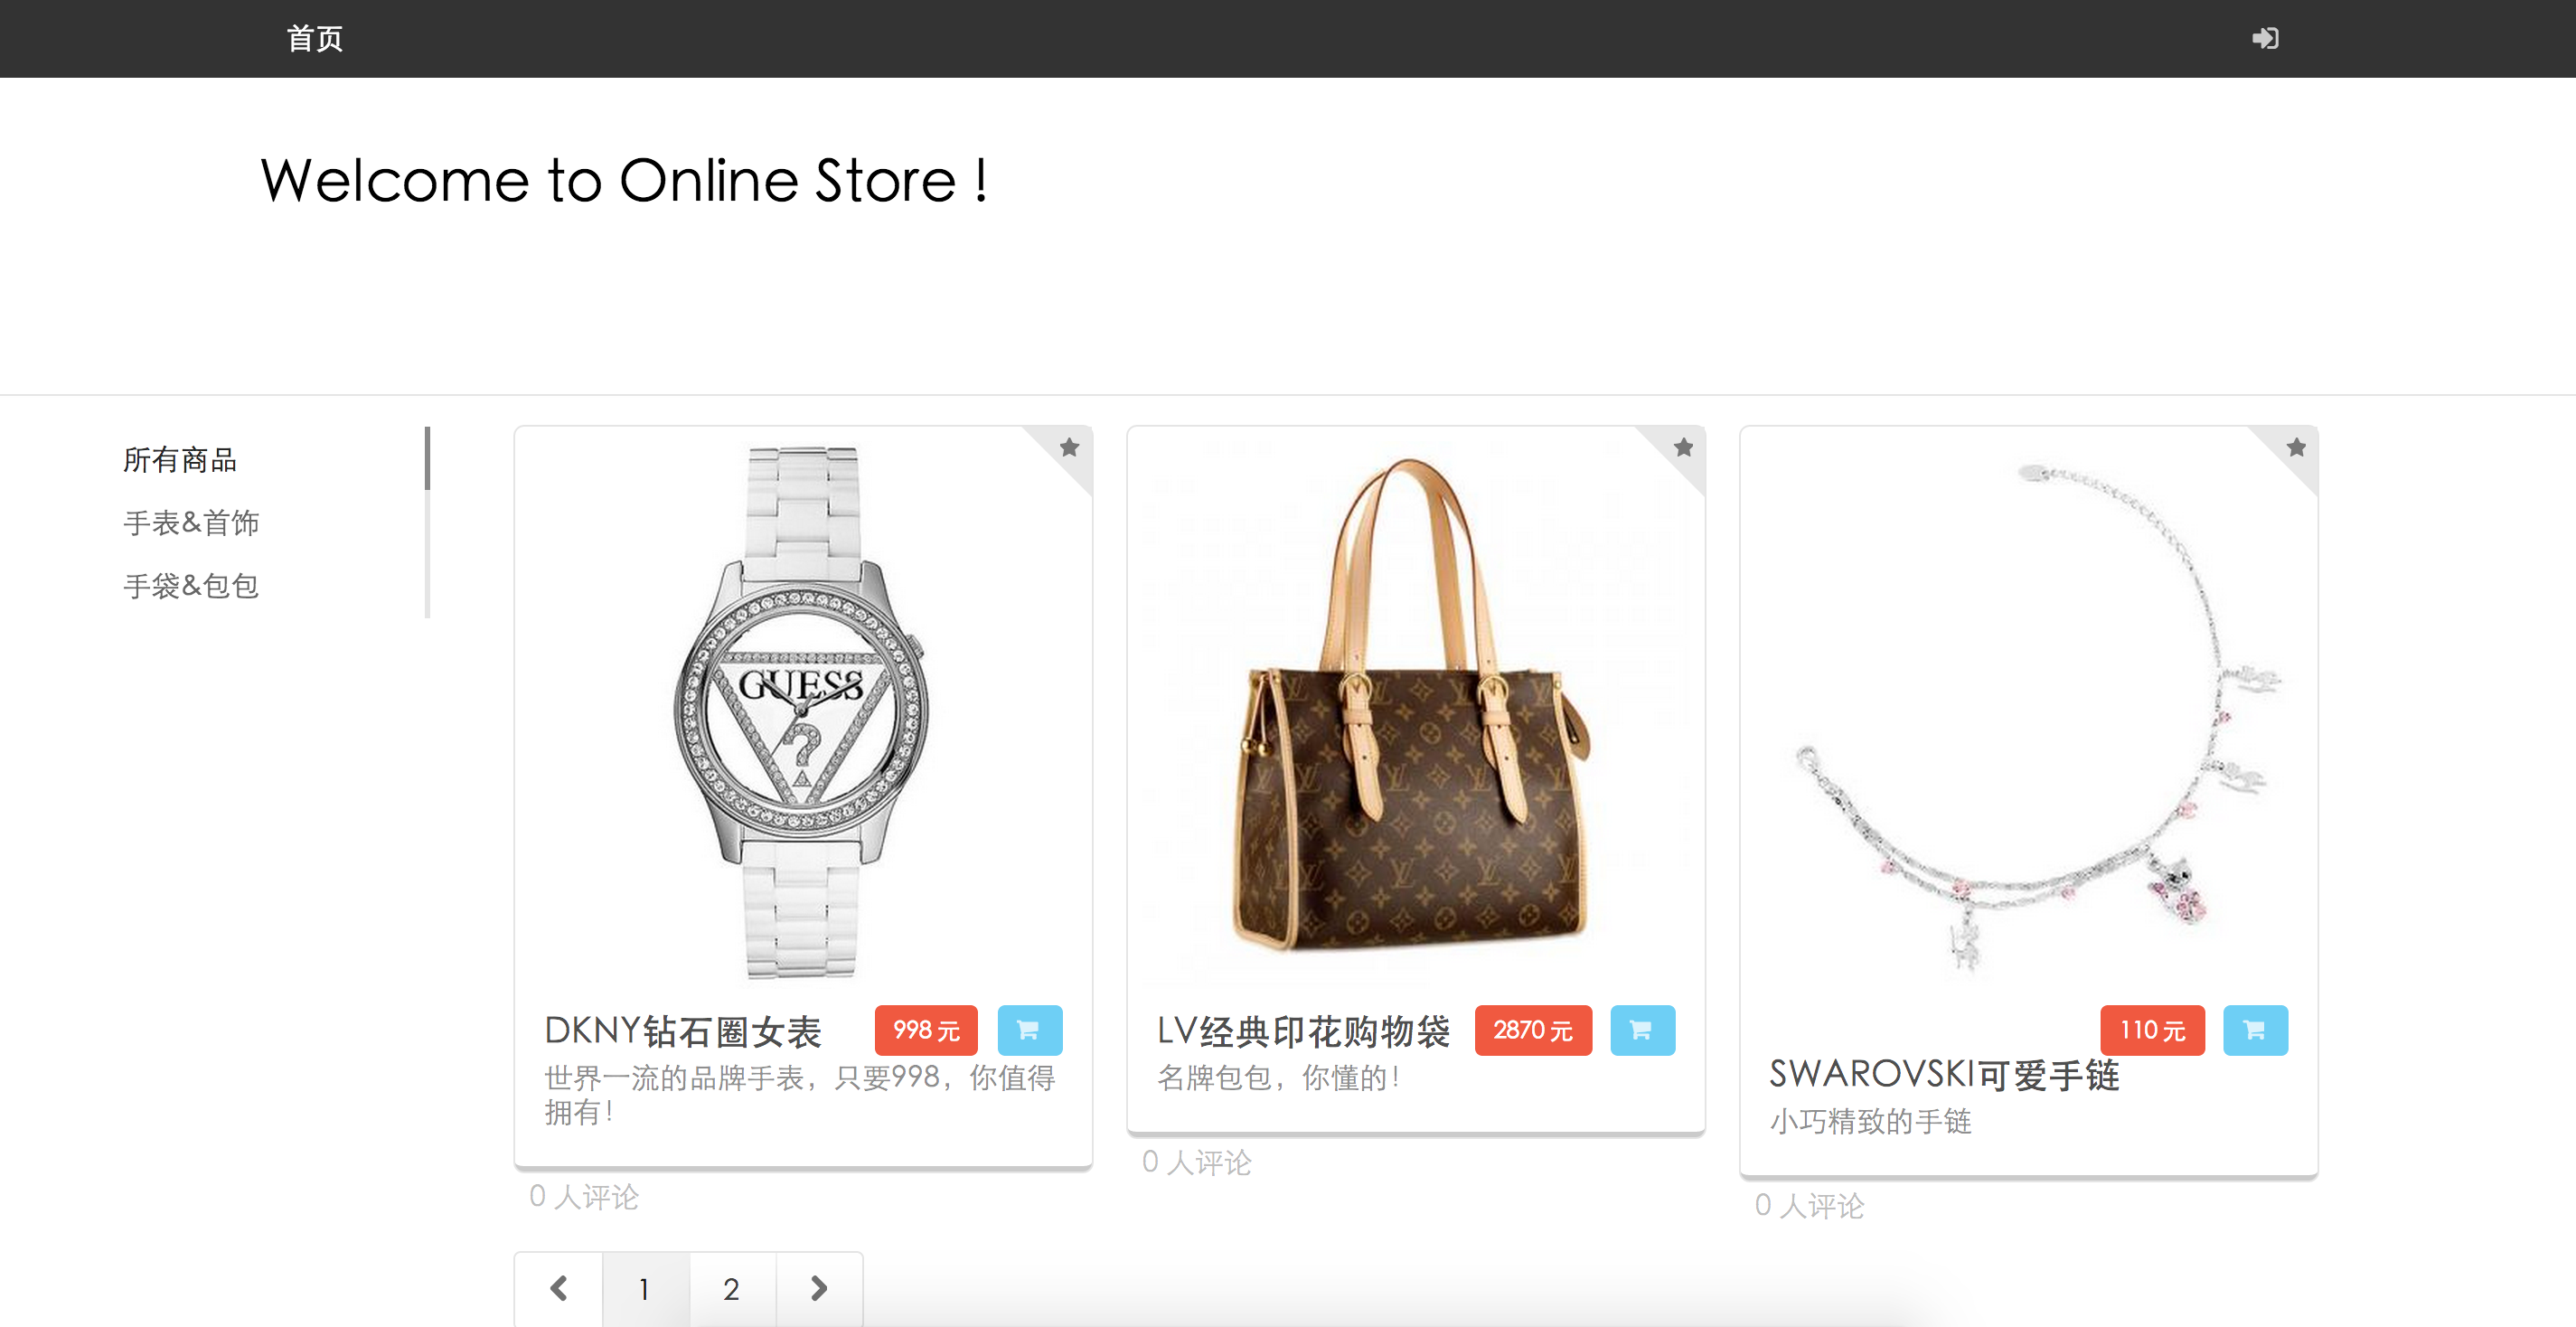 首页
Welcome to Online Store !
所有商品
手表&首饰
手袋&包包
GUESS
?
DKNY钻石圈女表
998 元
世界一流的品牌手表，只要998，你值得
拥有！
0 人评论
LV经典印花购物袋
2870 元
名牌包包，你懂的！
0 人评论
110 元
SWAROVSKI可爱手链
小巧精致的手链
0 人评论
1 2